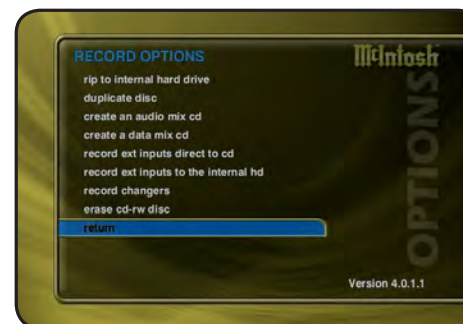 RECORD OPTIONS
McIntosh
rip to internal hard drive
duplicate disc
create an audio mix cd
create a data mix cd
record ext inputs direct to cd
record ext inputs to the internal hd
record changers
erase cd-rw disc
return
OPTIONS
Version 4.0.1.1